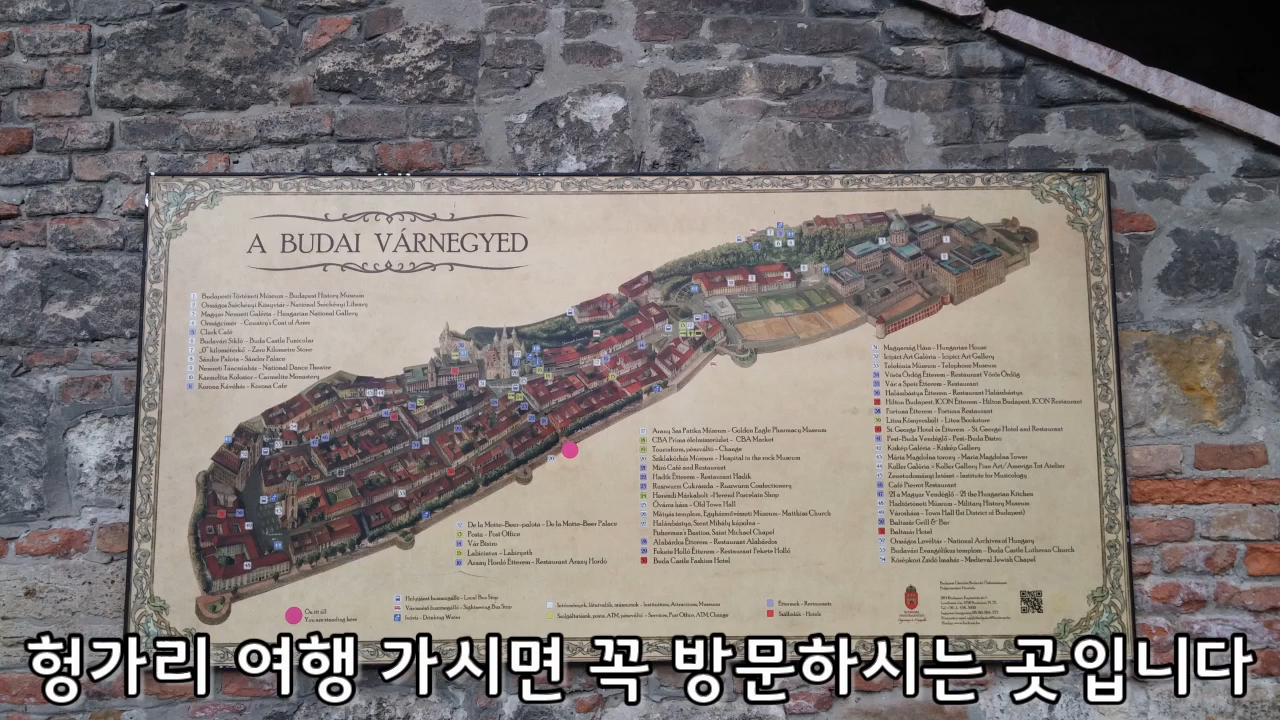 A BUDAI VÁRNEGYED
Budapesti Történeti Múzeum - Budapest History Museum
Országos Széchényi Könyvtár - National Széchényi Library
Magyar Nemzeti Galéria - Hungarian National Gallery
Országcímer - Country's Coat of Arms
Clark Café
Budavári Sikló - Buda Castle Funicular
"0" kilométerkő - Zero Kilometre Stone
Sándor Palota - Sándor Palace
Nemzeti Táncszínház - National Dance Theatre
Karmelita Kolostor - Carmelite Monastery
Korona Kávéház - Korona Cafe
De la Motte-Beer-palota - De la Motte-Beer Palace
Posta - Post Office
Vár Bistro
Labirintus - Labirynth
Arany Hordó Étterem - Restaurant Arany Hordó
Arany Sas Patika Múzeum - Golden Eagle Pharmacy Museum
CBA Príma élelmiszerüzlet - CBA Market
Tourinform, pénzváltó - Change
Sziklakórház Múzeum - Hospital in the rock Museum
Miró Café and Restaurant
Hadik Étterem - Restaurant Hadik
Ruszwurm Cukrászda - Ruszwurm Confectionery
Herendi Márkabolt - Herend Porcelain Shop
Óváros háza - Old Town Hall
Mátyás templom, Egyházművészeti Múzeum - Matthias Church
Halászbástya, Szent Mihály kápolna -
Fisherman's Bastion, Saint Michael Chapel
Alabárdos Étterem - Restaurant Alabárdos
Fekete Holló Étterem - Restaurant Fekete Holló
Buda Castle Fashion Hotel
Magyarság Háza - Hungarian House
Icipici Art Galéria - Icipici Art Gallery
Telefónia Múzeum - Telephone Museum
Vörös Ördög Étterem - Restaurant Vörös Ördög
Vár a Speiz Étterem - Restaurant
Halászbástya Étterem - Restaurant Halászbástya
Hilton Budapest, ICON Étterem - Hilton Budapest, ICON Restaurant
Fortuna Étterem - Fortuna Restaurant
Litea Könyvesbolt - Litea Bookstore
St. George Hotel és Étterem - St. George Hotel and Restaurant
Pest-Buda Vendéglő - Pest-Buda Bistro
Kiskép Galéria - Kiskép Gallery
Mária Magdolna torony - Maria Magdolna Tower
Koller Galéria - Koller Gallery Fine Art/ Amerigo Tot Atelier
Zenetudományi Intézet - Institute for Musicology
Café Pierrot Restaurant
21 a Magyar Vendéglő - 21 the Hungarian Kitchen
Hadtörténeti Múzeum - Military History Museum
Városháza - Town Hall (1st District of Budapest)
Baltazár Grill & Bar
Baltazár Hotel
Országos Levéltár - National Archives of Hungary
Budavári Evangélikus templom - Buda Castle Lutheran Church
Középkori Zsidó Imaház - Medieval Jewish Chapel
Ön itt áll
You are standing here
Helyijárat buszmegálló - Local Bus Stop
Városnéző buszmegálló - Sightseeing Bus Stop
Ivóvíz - Drinking Water
Intézmények, látnivalók, múzeumok - Institutions, Attractions, Museums
Szolgáltatások, posta, ATM, pénzváltó - Services, Post Office, ATM, Change
Éttermek - Restaurants
Szállodák - Hotels
헝가리 여행 가시면 꼭 방문하시는 곳입니다